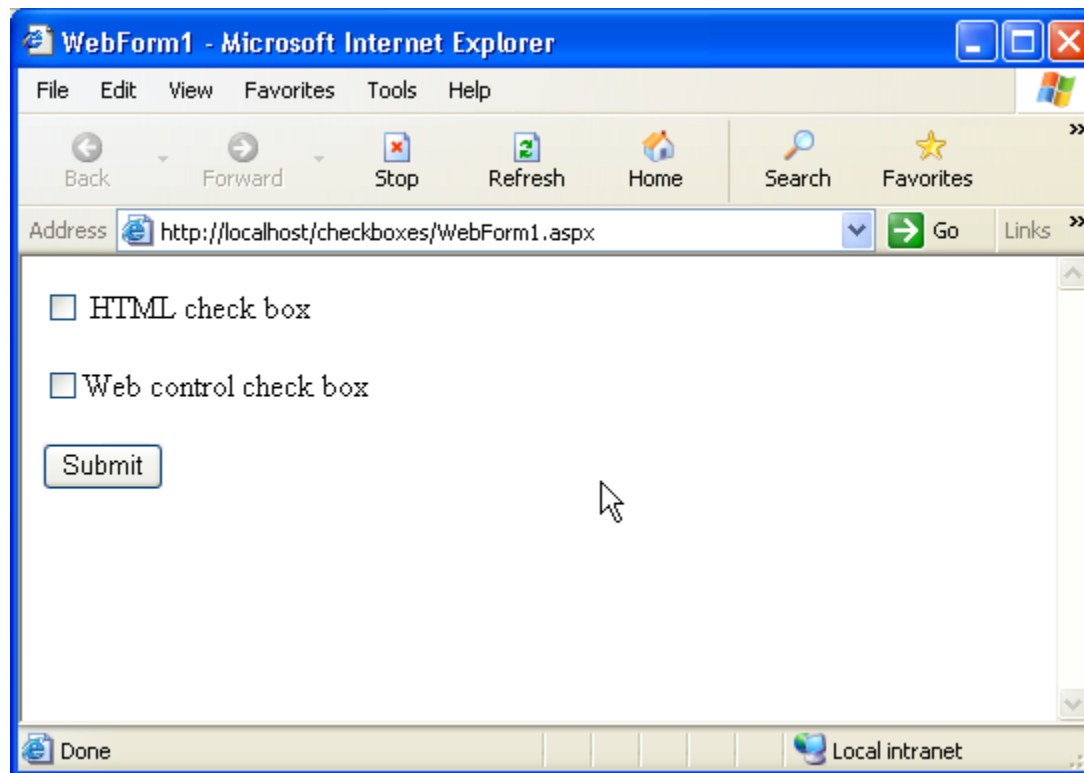 WebForm1 - Microsoft Internet Explorer
File Edit View Favorites Tools Help
Back Forward Stop Refresh Home Search Favorites
Address http://localhost/checkboxes/WebForm1.aspx Go Links
HTML check box
Web control check box
Submit
Done Local intranet